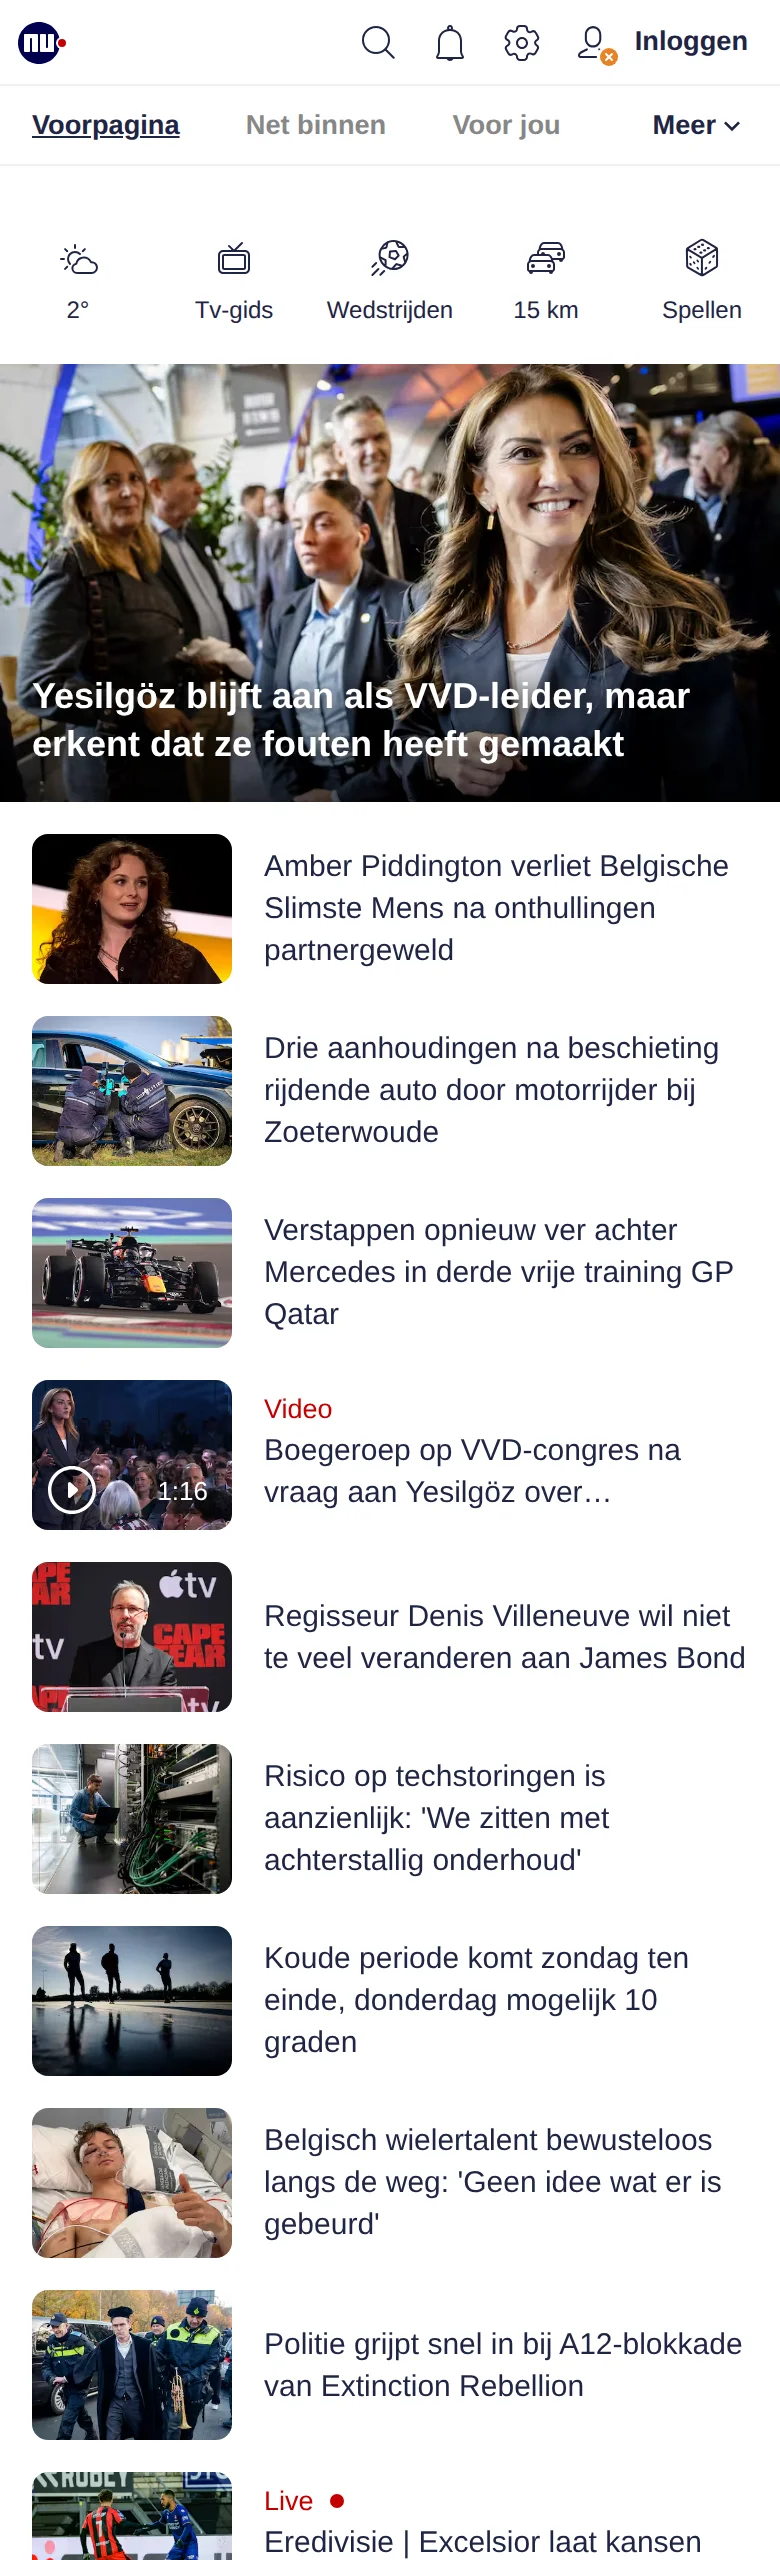 nu
Inloggen
Voorpagina
Net binnen
Voor jou
Meer
2°
Tv-gids
Wedstrijden
15 km
Spellen
Yesilgöz blijft aan als VVD-leider, maar
erkent dat ze fouten heeft gemaakt
Amber Piddington verliet Belgische
Slimste Mens na onthullingen
partnergeweld
Drie aanhoudingen na beschieting
rijdende auto door motorrijder bij
Zoeterwoude
Verstappen opnieuw ver achter
Mercedes in derde vrije training GP
Qatar
1:16
Video
Boegeroep op VVD-congres na
vraag aan Yesilgöz over…
tv
CAPE
FEAR
tv
Regisseur Denis Villeneuve wil niet
te veel veranderen aan James Bond
Risico op techstoringen is
aanzienlijk: 'We zitten met
achterstallig onderhoud'
Koude periode komt zondag ten
einde, donderdag mogelijk 10
graden
Belgisch wielertalent bewusteloos
langs de weg: 'Geen idee wat er is
gebeurd'
Politie grijpt snel in bij A12-blokkade
van Extinction Rebellion
ROBEY
7
Live
Eredivisie | Excelsior laat kansen